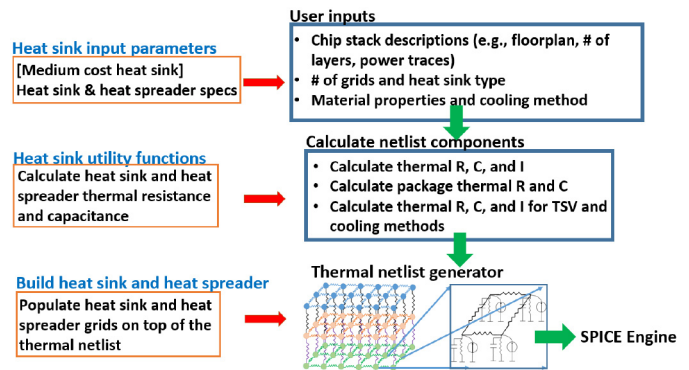 User inputs
Heat sink input parameters
[Medium cost heat sink]
Heat sink & heat spreader specs
• Chip stack descriptions (e.g., floorplan, # of
layers, power traces)
• # of grids and heat sink type
• Material properties and cooling method
Calculate netlist components
Heat sink utility functions
Calculate heat sink and heat
spreader thermal resistance
and capacitance
• Calculate thermal R, C, and I
• Calculate package thermal R and C
• Calculate thermal R, C, and I for TSV and
cooling methods
Thermal netlist generator
Build heat sink and heat spreader
Populate heat sink and heat
spreader grids on top of the
thermal netlist
SPICE Engine